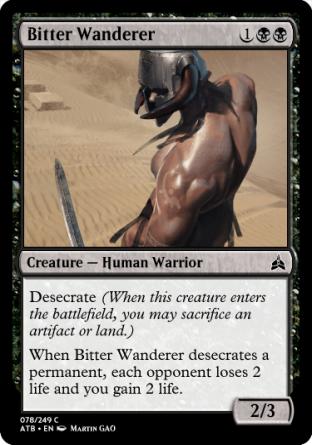 Bitter Wanderer 1
Creature — Human Warrior
Desecrate (When this creature enters
the battlefield, you may sacrifice an
artifact or land.)
When Bitter Wanderer desecrates a
permanent, each opponent loses 2
life and you gain 2 life.
2/3
078/249 C
ATB • EN Martin GAO